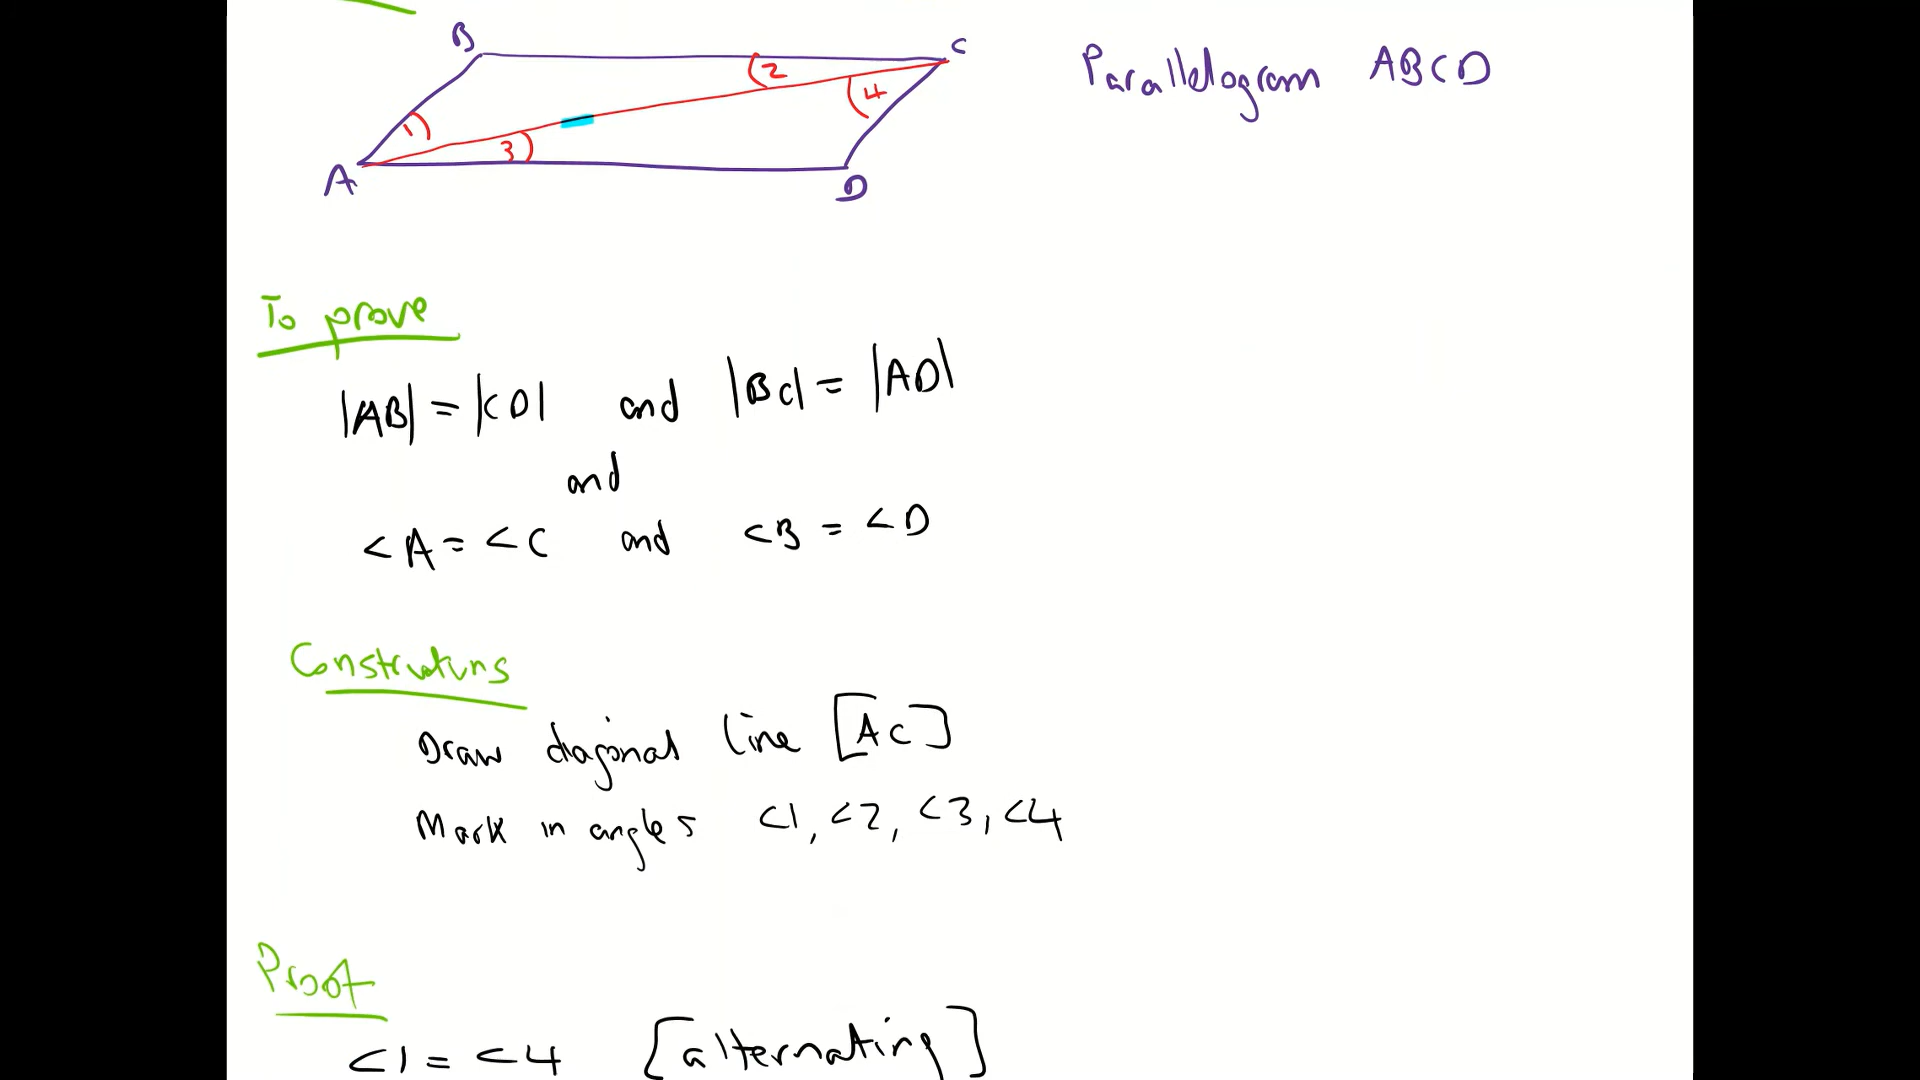 B
C
Parallelogram ABCD
2
4
1
3
A
D
To prove
|AB| = |CD| and |BC| = |AD|
and
<A = <C and <B = <D
Constructions
Draw diagonal line [AC]
Mark in angles <1, <2, <3, <4
Proof
<1 = <4 [alternating]